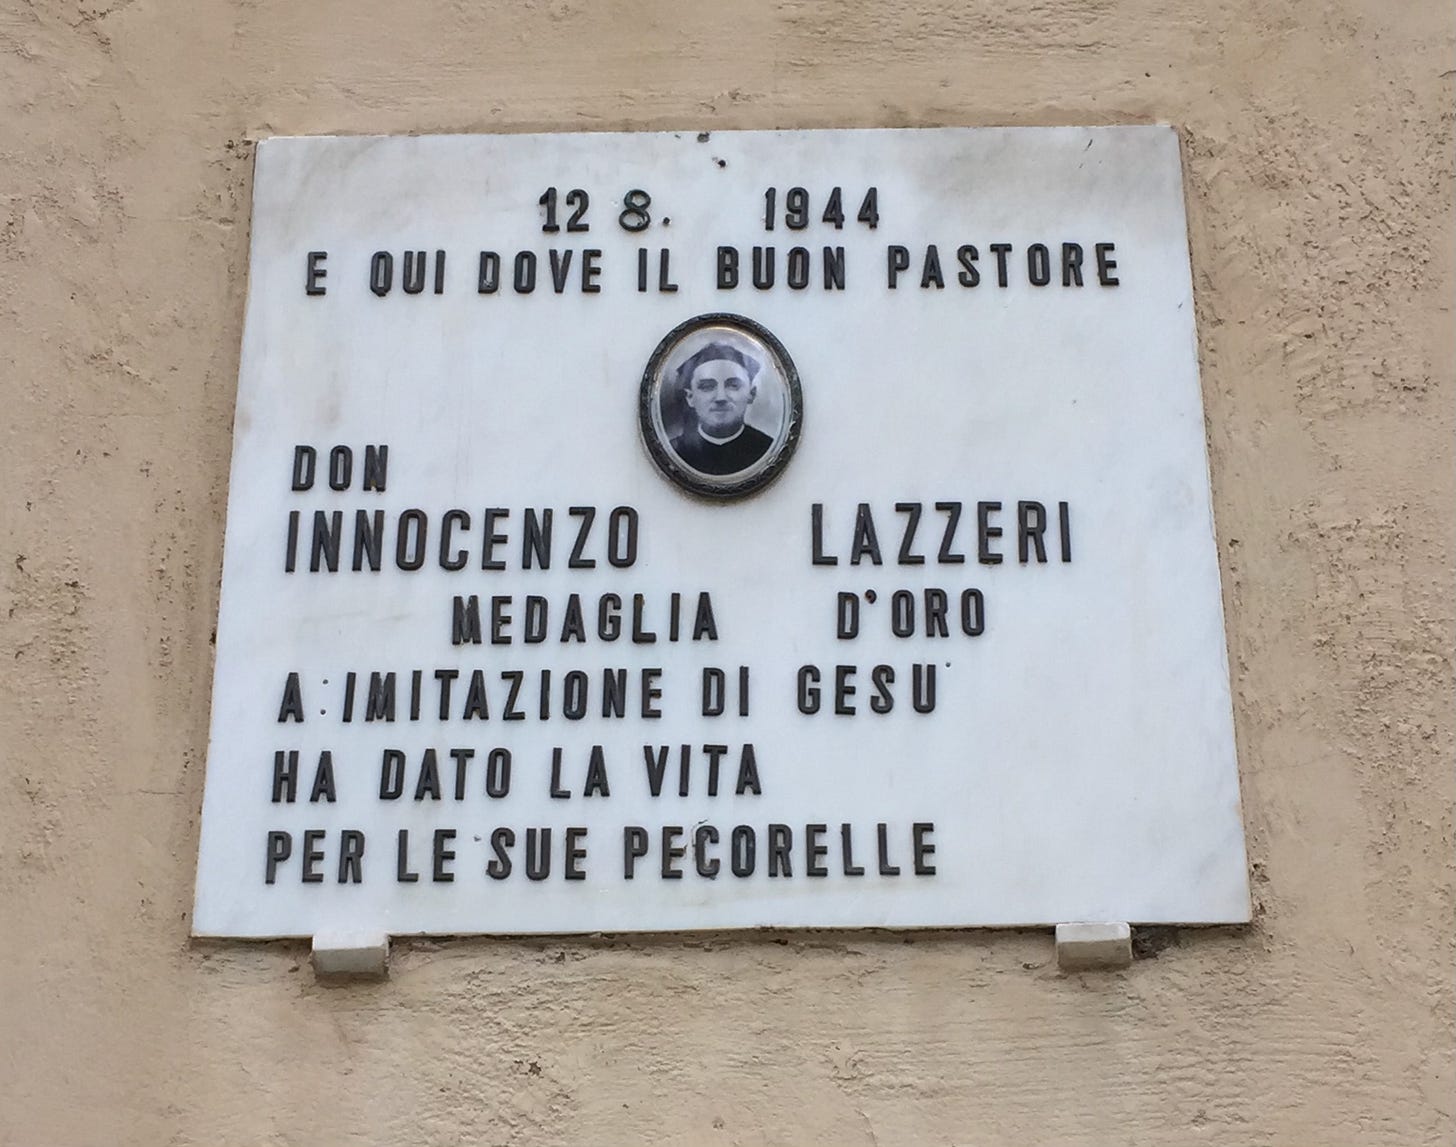 12 8. 1944
E QUI DOVE IL BUON PASTORE
DON
INNOCENZO LAZZERI
MEDAGLIA D'ORO
A IMITAZIONE DI GESU'
HA DATO LA VITA
PER LE SUE PECORELLE